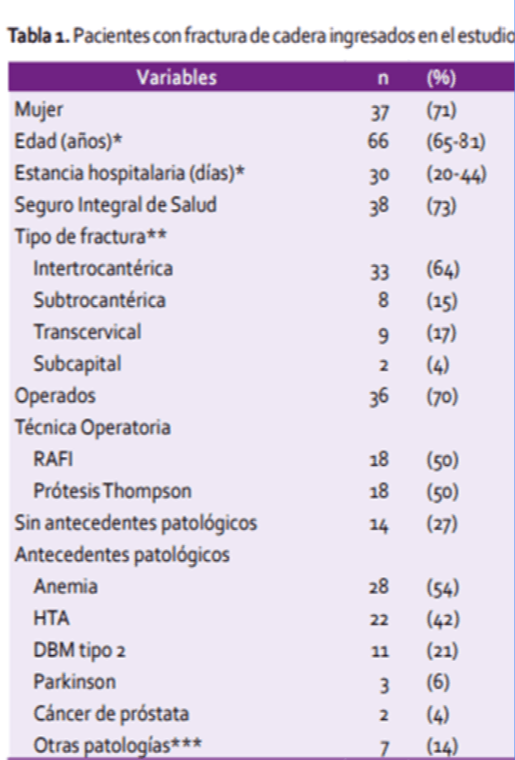 Tabla 1. Pacientes con fractura de cadera ingresados en el estudio
Variables n (%)
Mujer 37 (71)
Edad (años)* 66 (65-81)
Estancia hospitalaria (días)* 30 (20-44)
Seguro Integral de Salud 38 (73)
Tipo de fractura**
Intertrocantérica 33 (64)
Subtrocantérica 8 (15)
Transcervical 9 (17)
Subcapital 2 (4)
Operados 36 (70)
Técnica Operatoria
RAFI 18 (50)
Prótesis Thompson 18 (50)
Sin antecedentes patológicos 14 (27)
Antecedentes patológicos
Anemia 28 (54)
HTA 22 (42)
DBM tipo 2 11 (21)
Parkinson 3 (6)
Cáncer de próstata 2 (4)
Otras patologías*** 7 (14)